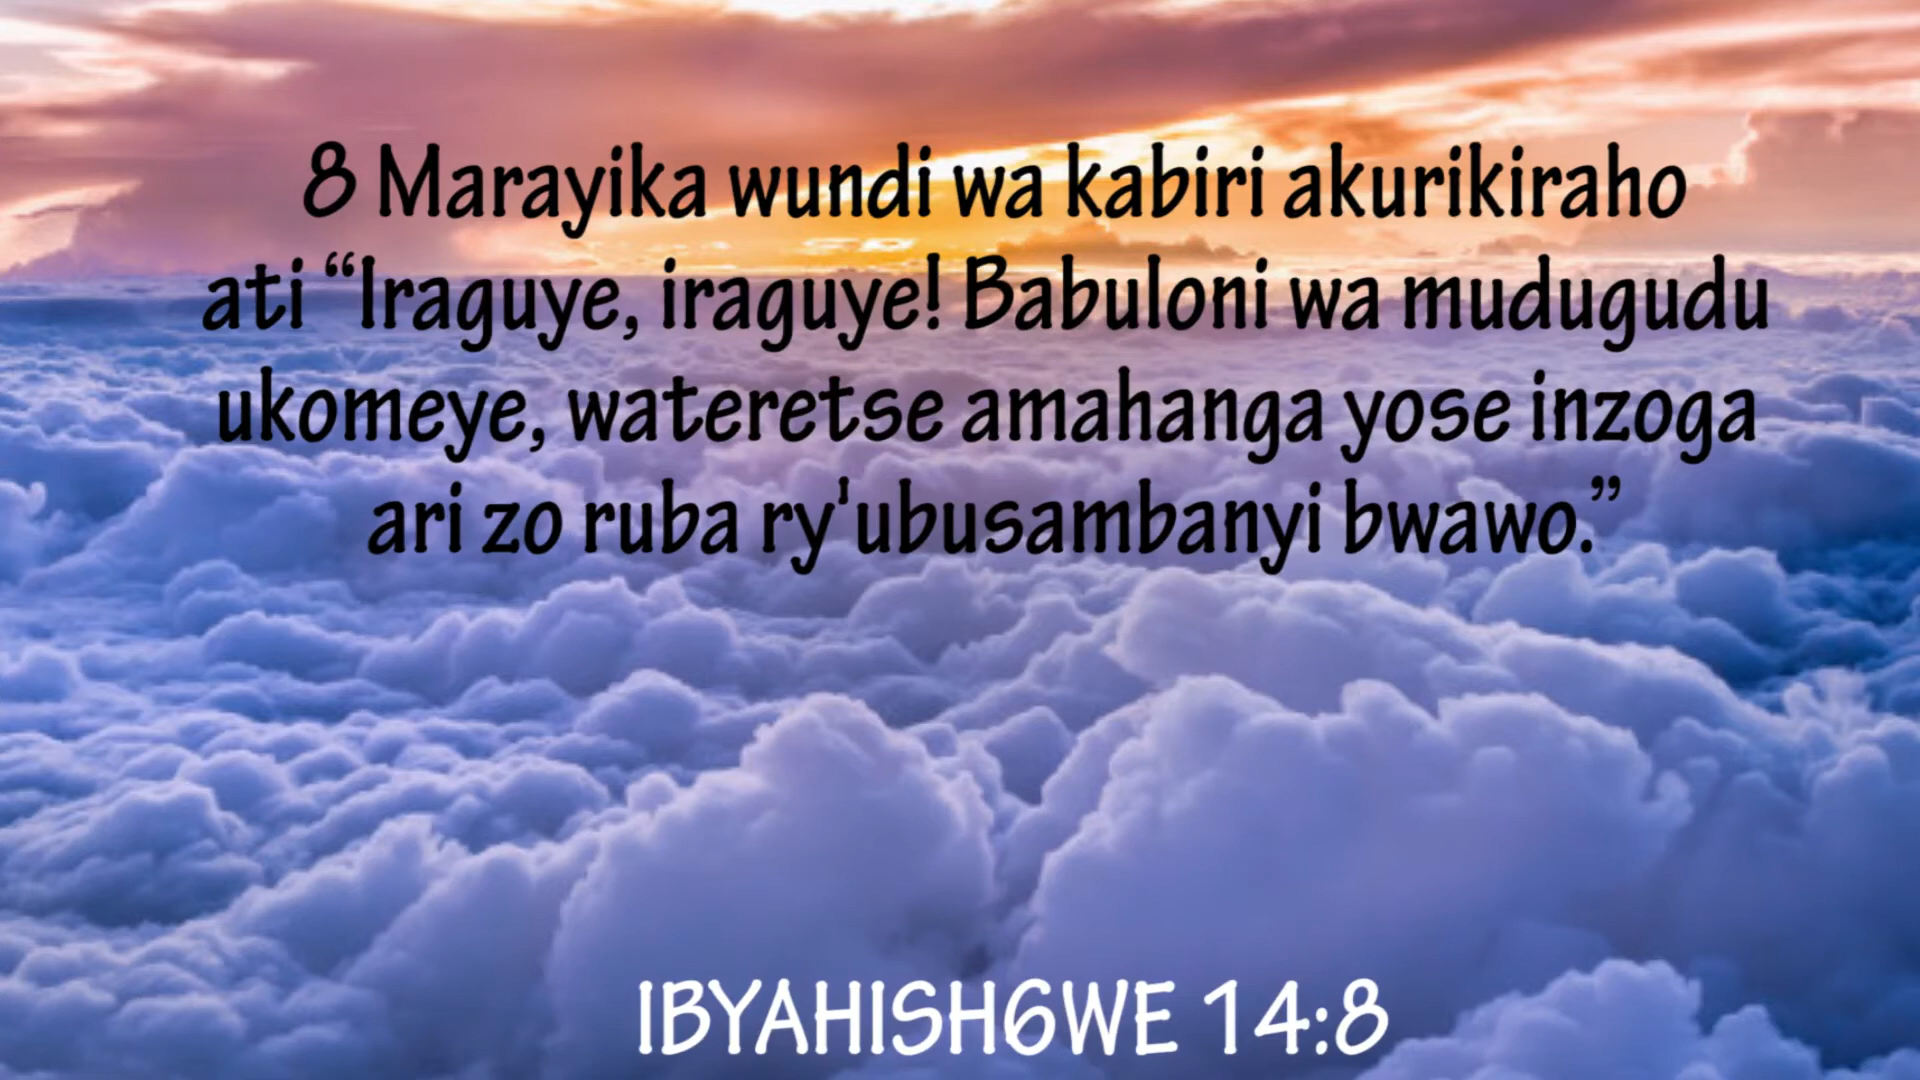 8 Marayika wundi wa kabiri akurikiraho
ati “Iraguye, iraguye! Babuloni wa mudugudu
ukomeye, wateretse amahanga yose inzoga
ari zo ruba ry'ubusambanyi bwawo.”
IBYAHISH6WE 14:8